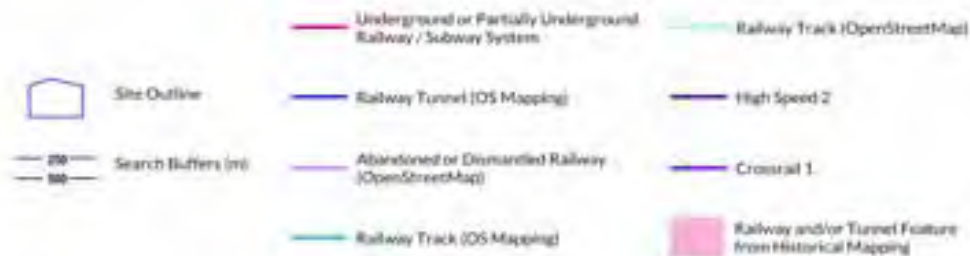 Site Outline
250
500
Search Buffers (m)
Underground or Partially Underground
Railway / Subway System
Railway Tunnel (OS Mapping)
Abandoned or Dismantled Railway
(OpenStreetMap)
Railway Track (OS Mapping)
Railway Track (OpenStreetMap)
High Speed 2
Crossrail 1
Railway and/or Tunnel Feature
from Historical Mapping